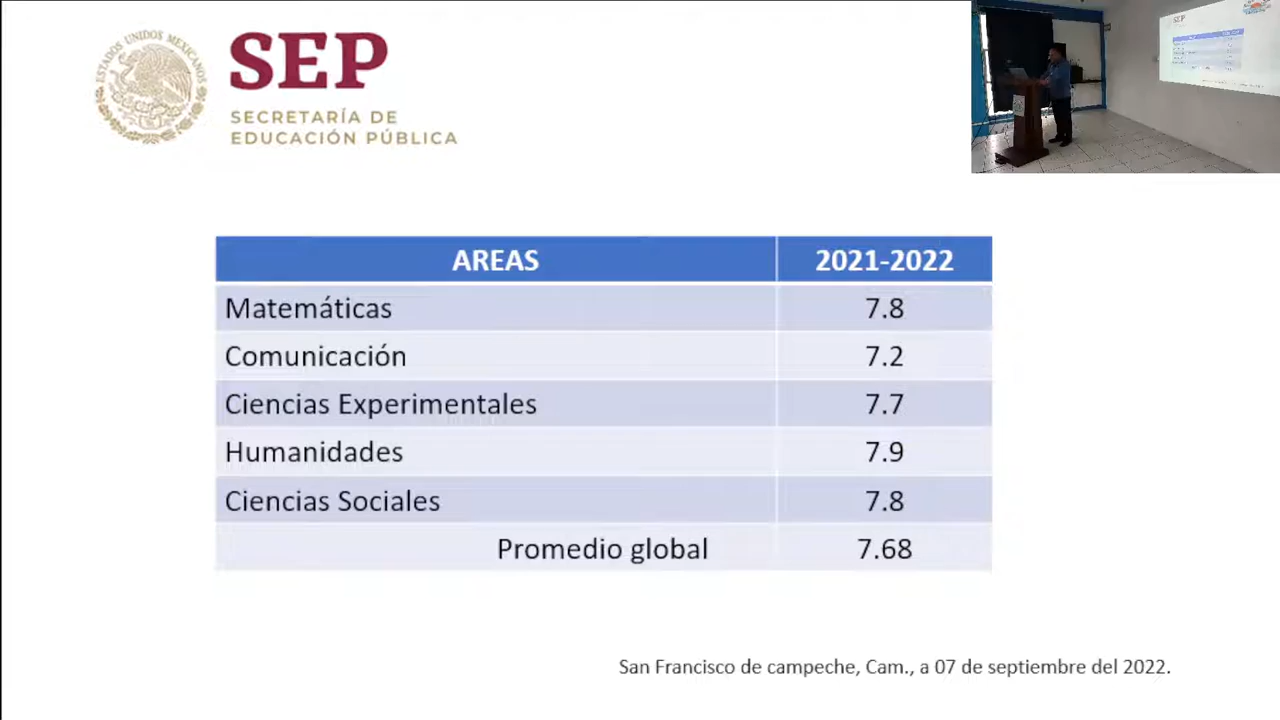 ESTADOS UNIDOS MEXICANOS
SEP
SECRETARÍA DE
EDUCACIÓN PÚBLICA
AREAS 2021-2022
Matemáticas 7.8
Comunicación 7.2
Ciencias Experimentales 7.7
Humanidades 7.9
Ciencias Sociales 7.8
Promedio global 7.68
San Francisco de campeche, Cam., a 07 de septiembre del 2022.
SEP